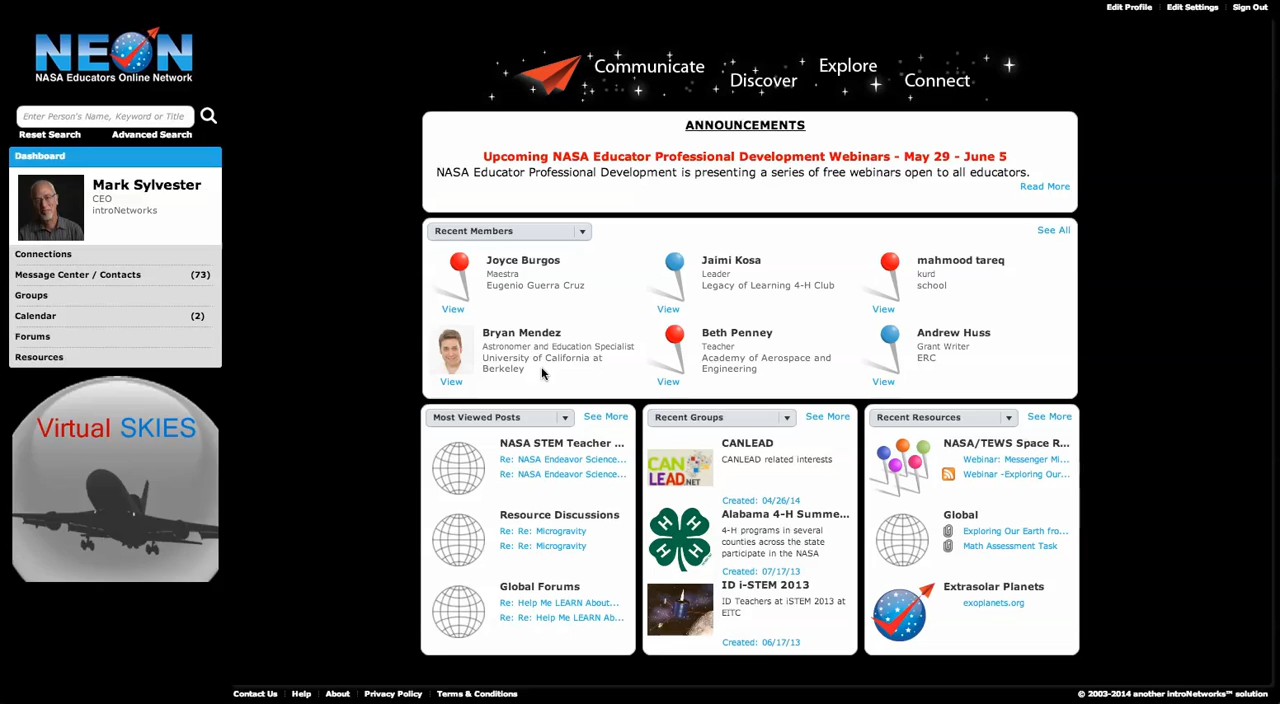 Edit Profile | Edit Settings | Sign Out
NEON
NASA Educators Online Network
Communicate
Discover
Explore
Connect
Enter Person's Name, Keyword or Title
Reset Search
Advanced Search
Dashboard
Mark Sylvester
CEO
introNetworks
Connections
Message Center / Contacts (73)
Groups
Calendar (2)
Forums
Resources
Virtual SKIES
ANNOUNCEMENTS
Upcoming NASA Educator Professional Development Webinars - May 29 - June 5
NASA Educator Professional Development is presenting a series of free webinars open to all educators.
Read More
Recent Members
See All
Joyce Burgos
Maestra
Eugenio Guerra Cruz
View
Jaimi Kosa
Leader
Legacy of Learning 4-H Club
View
mahmood tareq
kurd
school
View
Bryan Mendez
Astronomer and Education Specialist
University of California at
Berkeley
View
Beth Penney
Teacher
Academy of Aerospace and
Engineering
View
Andrew Huss
Grant Writer
ERC
View
Most Viewed Posts
See More
NASA STEM Teacher ...
Re: NASA Endeavor Science...
Re: NASA Endeavor Science...
Resource Discussions
Re: Re: Microgravity
Re: Re: Microgravity
Global Forums
Re: Help Me LEARN About...
Re: Re: Help Me LEARN Ab...
Recent Groups
See More
CAN
LEAD.NET
CANLEAD
CANLEAD related interests
Created: 04/26/14
H H H H
Alabama 4-H Summe...
4-H programs in several
counties across the state
participate in the NASA
Created: 07/17/13
ID i-STEM 2013
ID Teachers at iSTEM 2013 at
EITC
Created: 06/17/13
Recent Resources
See More
NASA/TEWS Space R...
Webinar: Messenger Mi...
Webinar -Exploring Our...
Global
Exploring Our Earth fro...
Math Assessment Task
Extrasolar Planets
exoplanets.org
Contact Us | Help | About | Privacy Policy | Terms & Conditions
© 2003-2014 another introNetworks℠ solution